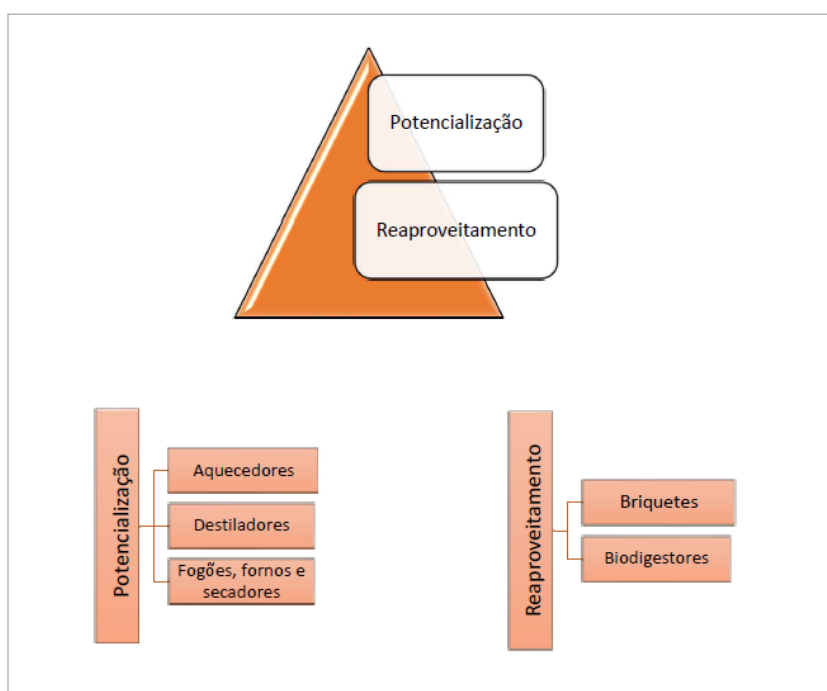 Potencialização
Reaproveitamento
Potencialização
Aquecedores
Destiladores
Fogões, fornos e
secadores
Reaproveitamento
Briquetes
Biodigestores